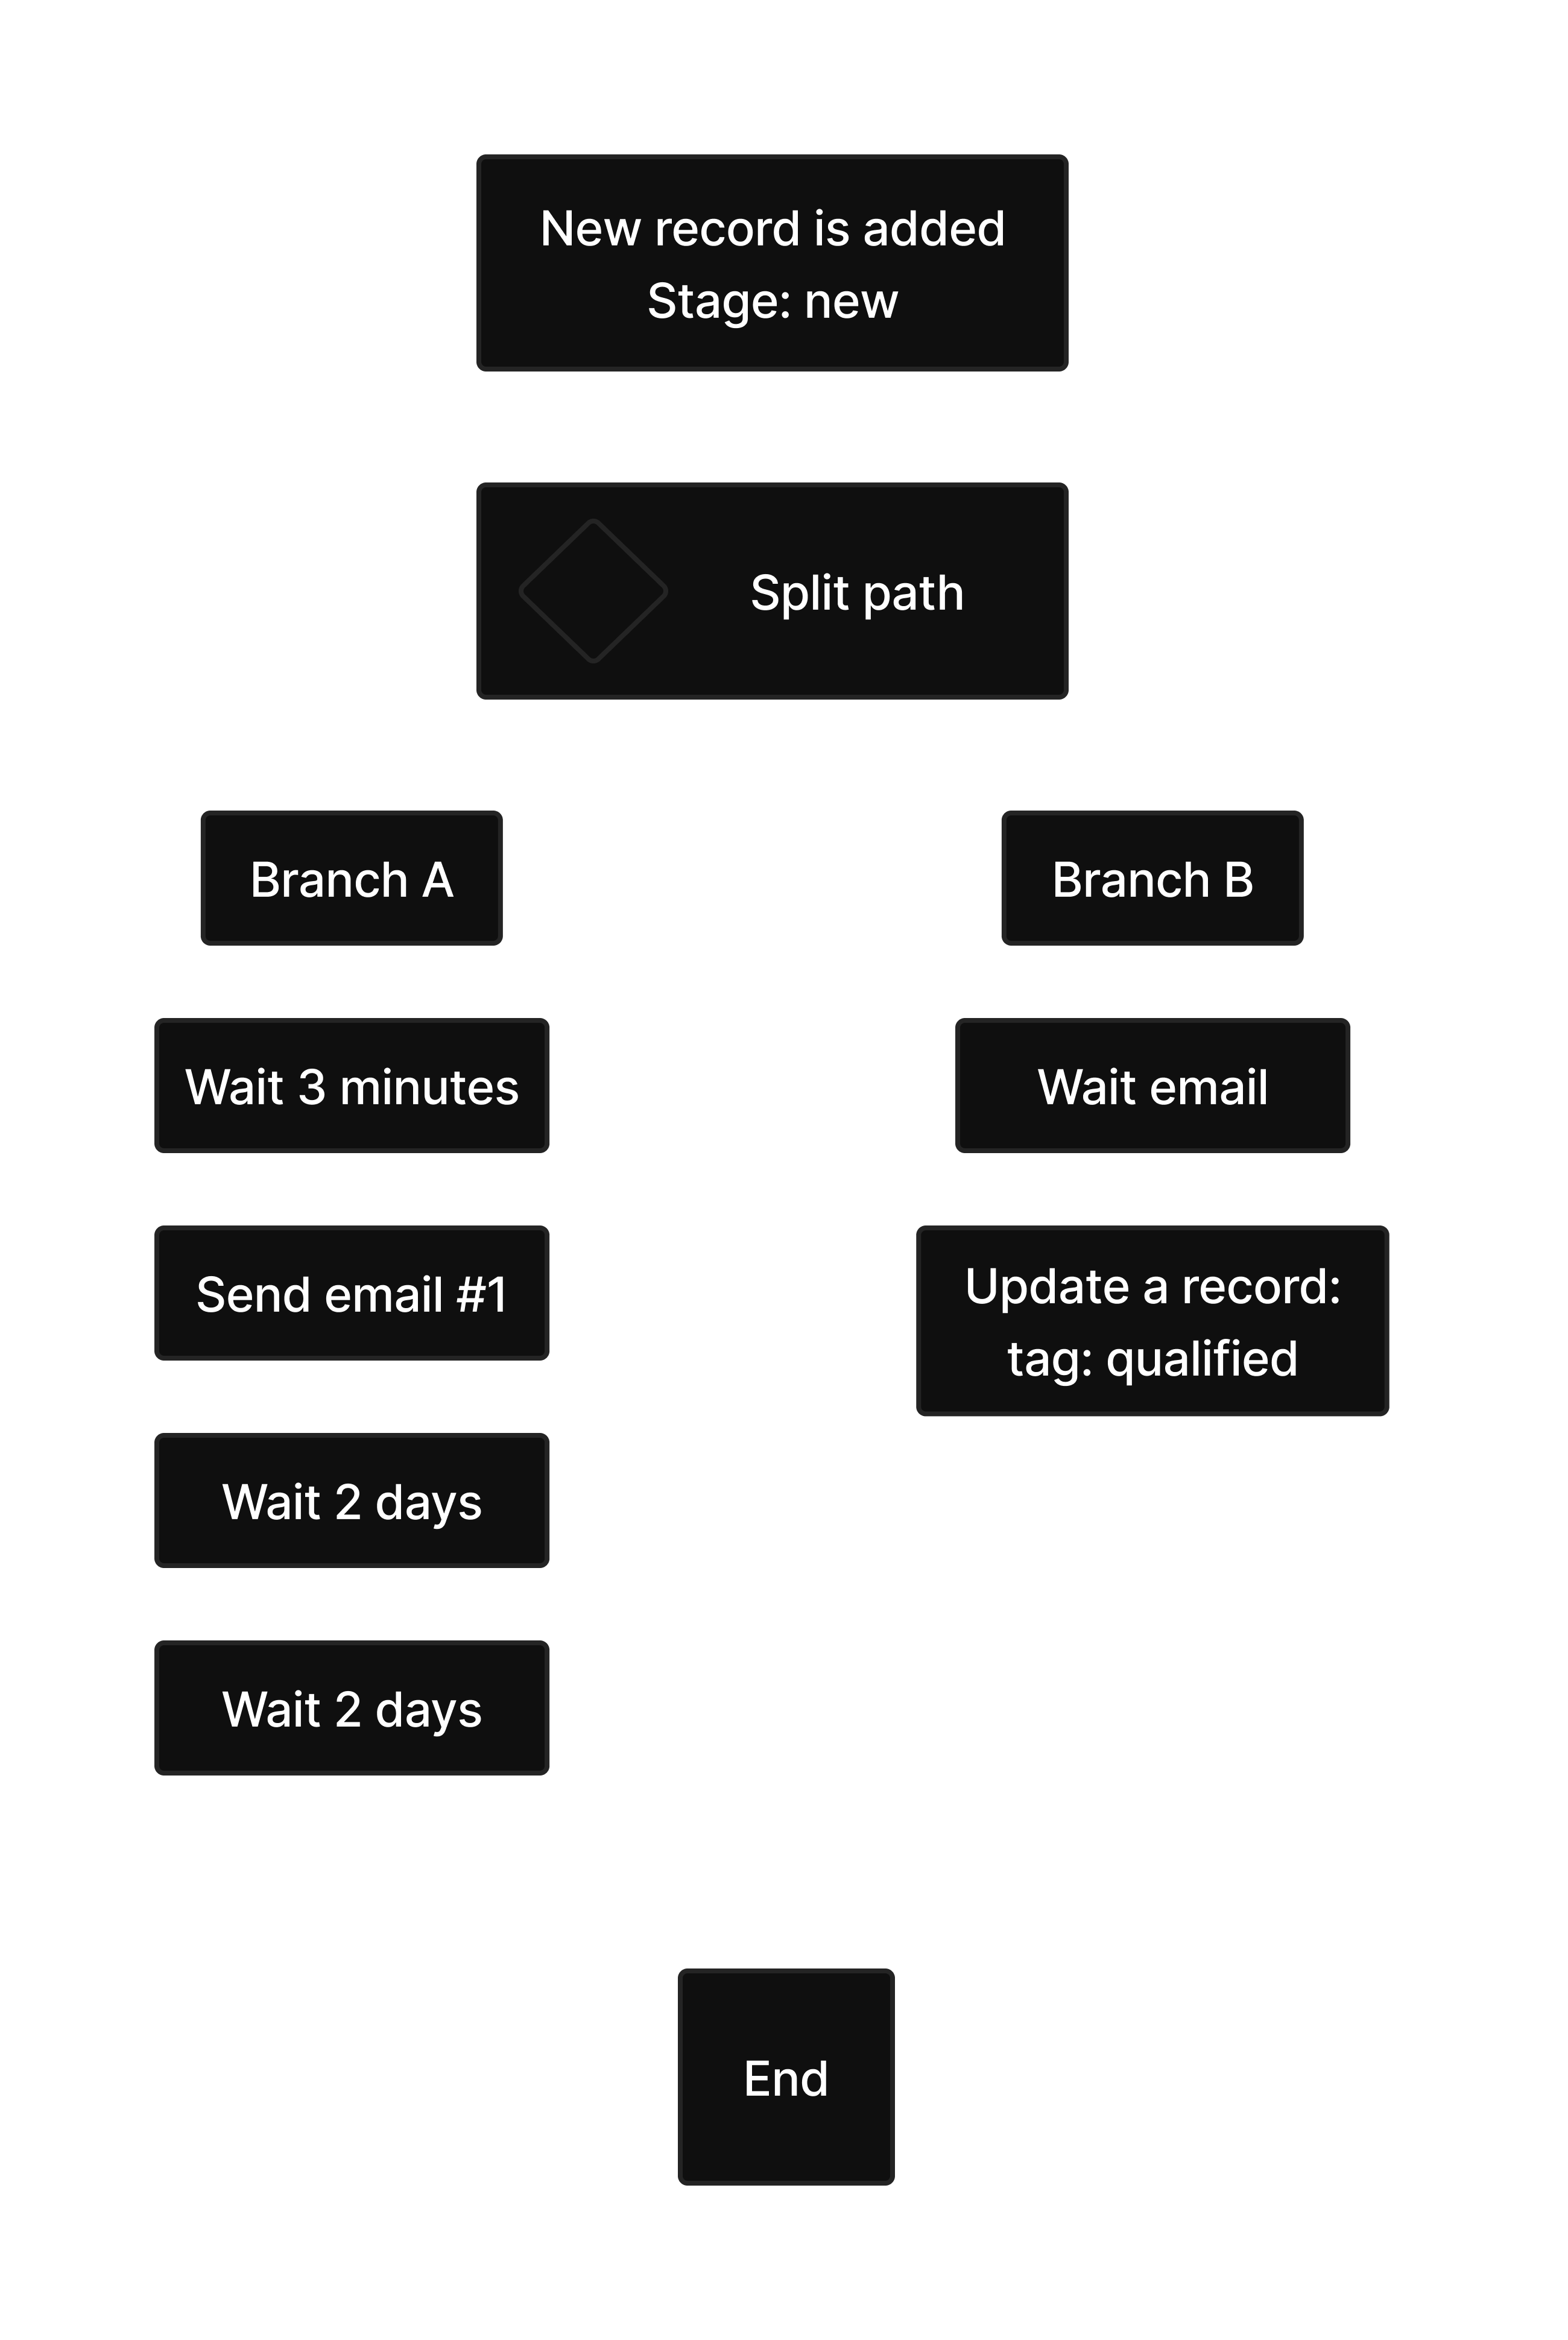 New record is added
Stage: new
Split path
Branch A
Wait 3 minutes
Send email #1
Wait 2 days
Wait 2 days
Branch B
Wait email
Update a record:
tag: qualified
End